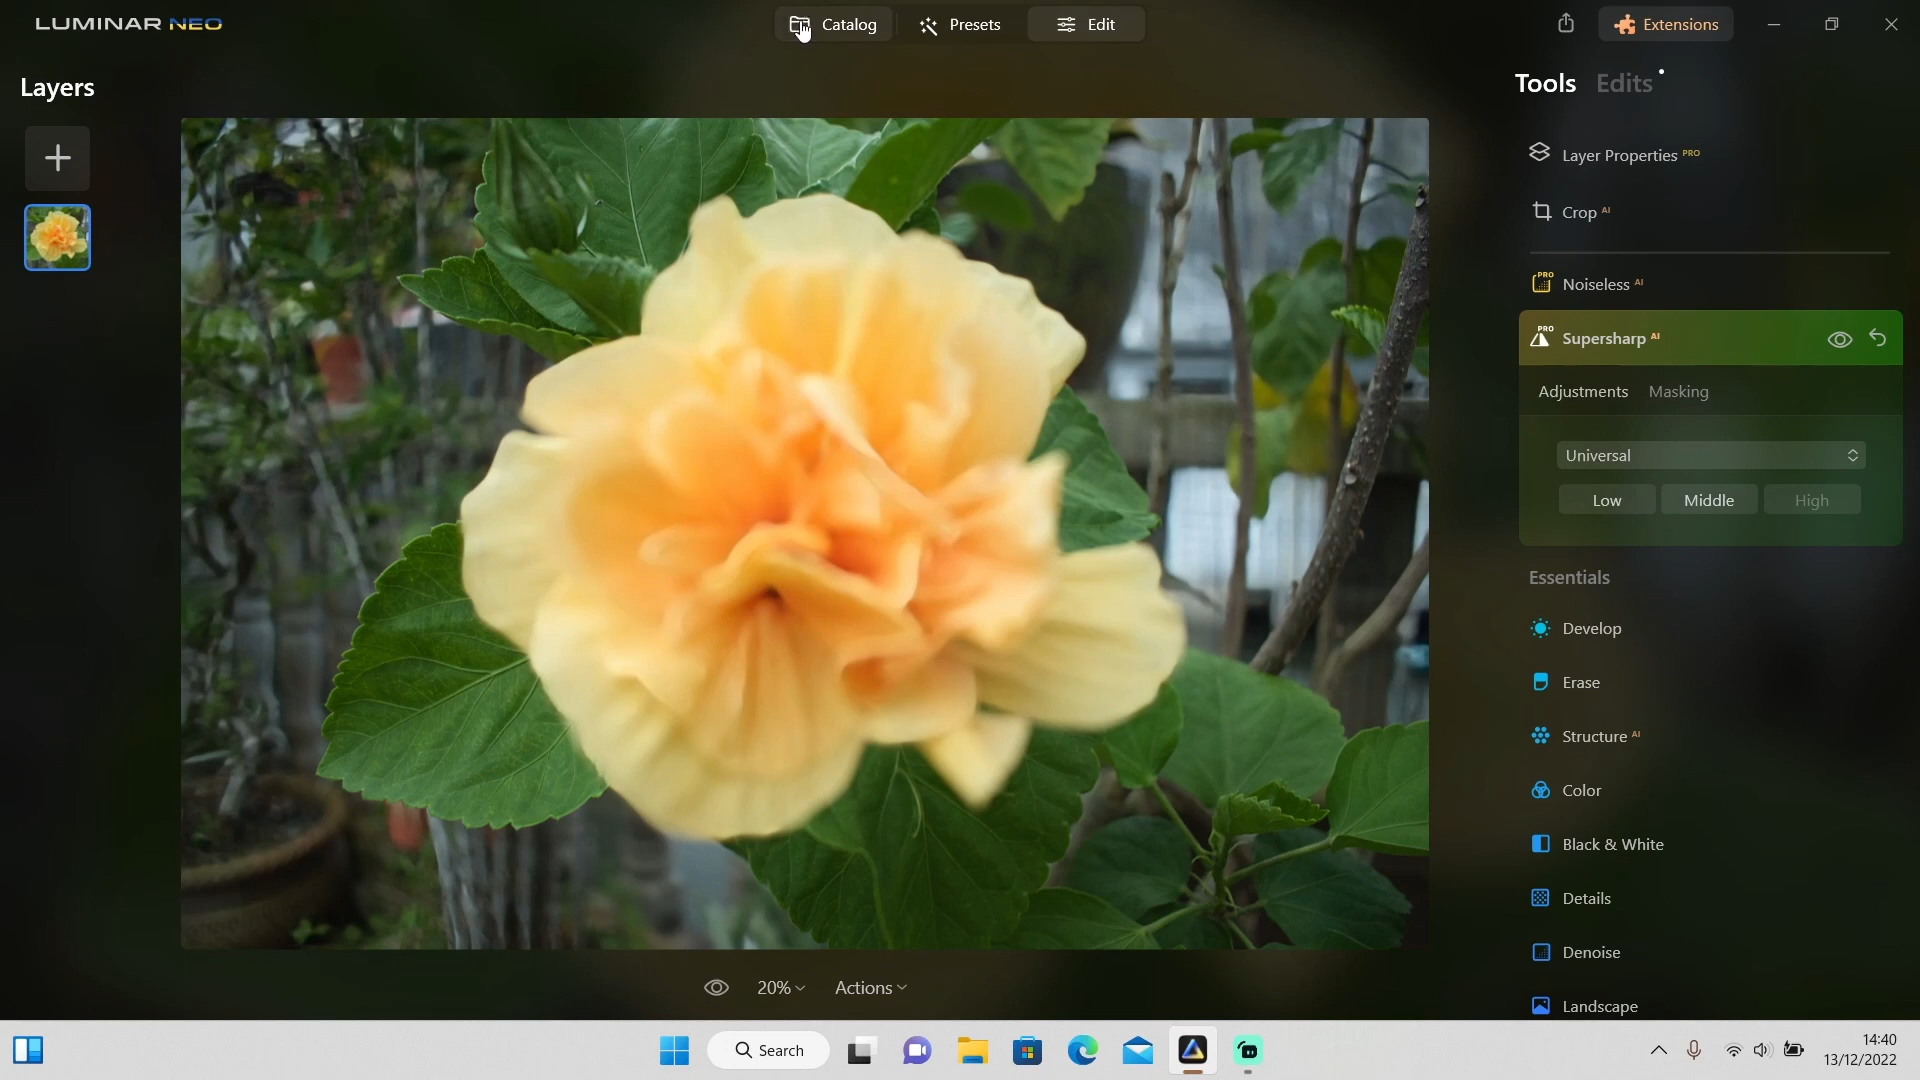 LUMINAR NEO
Catalog
Presets
Edit
Extensions
Layers
Tools Edits
Layer Properties PRO
Crop AI
PRO
Noiseless AI
PRO
Supersharp AI
Adjustments Masking
Universal
Low Middle High
Essentials
Develop
Erase
Structure AI
Color
Black & White
Details
Denoise
Landscape
20% Actions
Search
14:40
13/12/2022